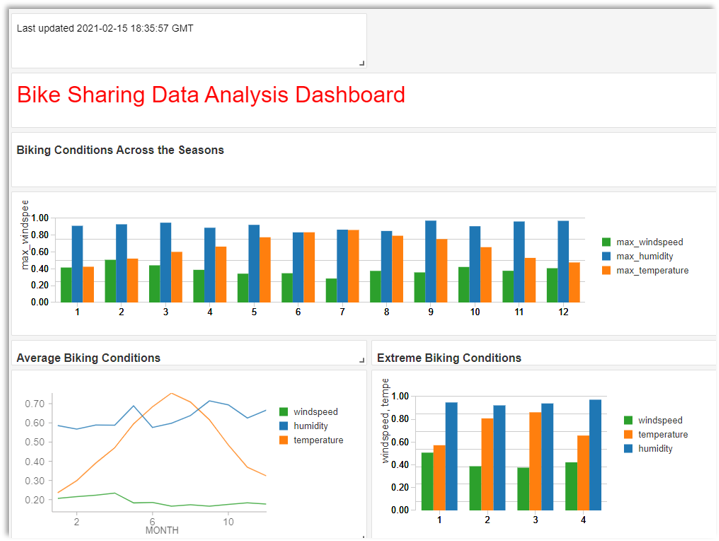 Last updated 2021-02-15 18:35:57 GMT
Bike Sharing Data Analysis Dashboard
Biking Conditions Across the Seasons
max_windspee
1.00
0.80
0.60
0.40
0.20
0.00
1 2 3 4 5 6 7 8 9 10 11 12
max_windspeed
max_humidity
max_temperature
Average Biking Conditions
0.70
0.60
0.50
0.40
0.30
0.20
2 6 10
MONTH
windspeed
humidity
temperature
Extreme Biking Conditions
windspeed, tempe
1.00
0.80
0.60
0.40
0.20
0.00
1 2 3 4
windspeed
temperature
humidity